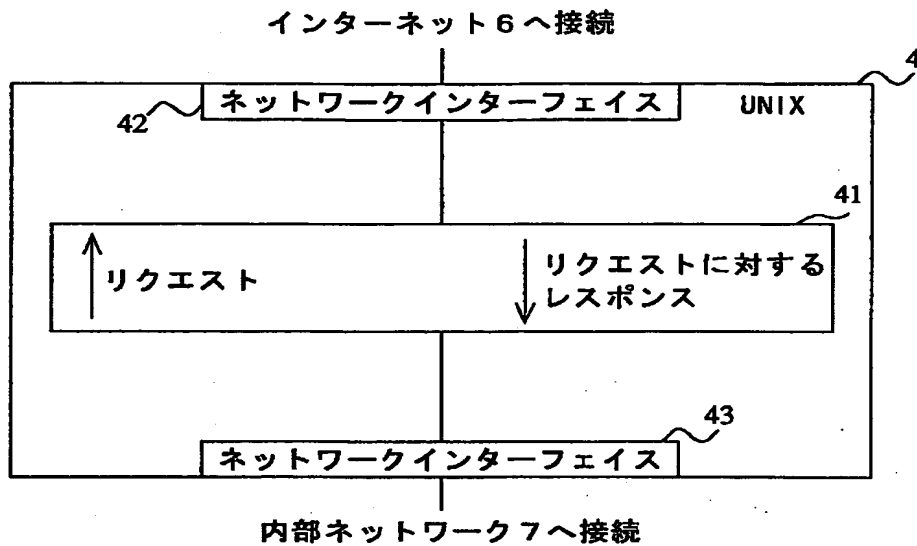 インターネット6へ接続
4
ネットワークインターフェイス
UNIX
42
41
リクエスト
リクエストに対する
レスポンス
43
ネットワークインターフェイス
内部ネットワーク7へ接続